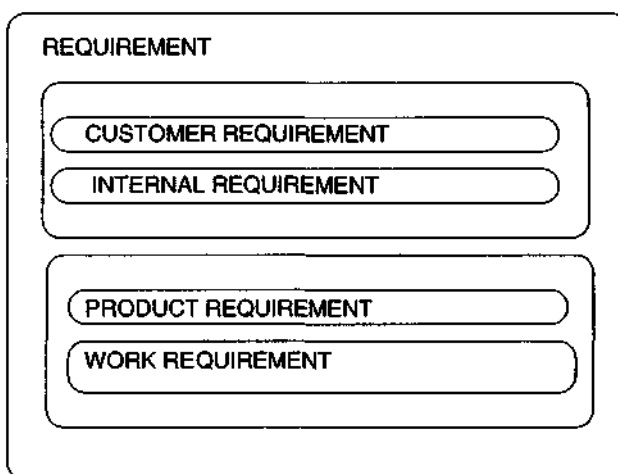 REQUIREMENT
CUSTOMER REQUIREMENT
INTERNAL REQUIREMENT
PRODUCT REQUIREMENT
WORK REQUIREMENT